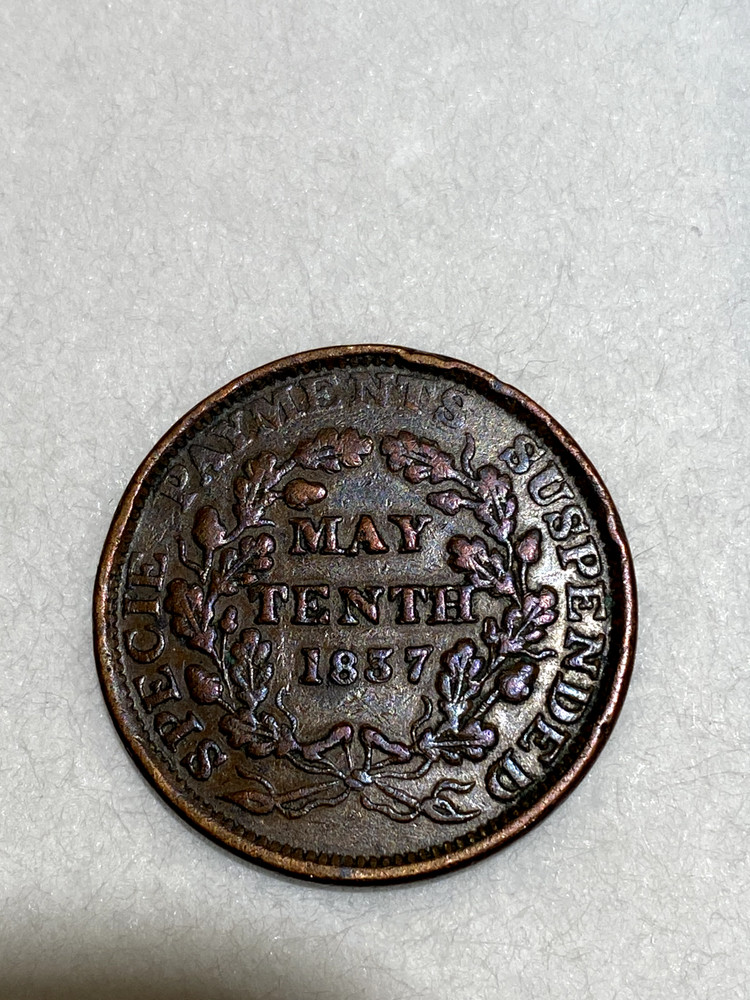 SPECIE PAYMENTS SUSPENDED
MAY
TENTH
1837